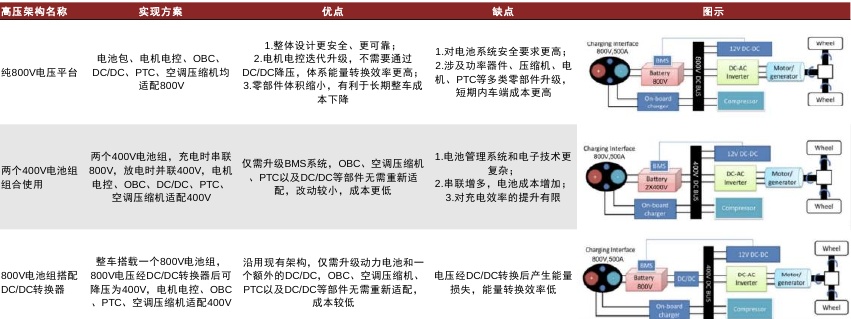 高压架构名称 实现方案 优点 缺点 图示
纯800V电压平台
电池包、电机电控、OBC、
DC/DC、PTC、空调压缩机均
适配800V
1.整体设计更安全、更可靠；
2.电机电控迭代升级，不需要通过
DC/DC降压，体系能量转换效率更高；
3.零部件体积缩小，有利于长期整车成
本下降
1.对电池系统安全要求更高；
2.涉及功率器件、压缩机、电
机、PTC等多类零部件升级，
短期内车端成本更高
Charging Interface
800V,500A
BMS
Battery
800V
On-board
charger
800V DC BUS
12V DC-DC
DC-AC
Inverter
Motor/
generator
Compressor
Wheel
Wheel
两个400V电池组
组合使用
两个400V电池组，充电时串联
800V，放电时并联400V，电机
电控、OBC、DC/DC、PTC、
空调压缩机适配400V
仅需升级BMS系统，OBC、空调压缩机
、PTC以及DC/DC等部件无需重新适
配，改动较小，成本更低
1.电池管理系统和电子技术更
复杂；
2.串联增多，电池成本增加；
3.对充电效率的提升有限
Charging Interface
800V,500A
BMS
Battery
2X400V
On-board
charger
400V DC BUS
12V DC-DC
DC-AC
Inverter
Motor/
generator
Compressor
Wheel
Wheel
800V电池组搭配
DC/DC转换器
整车搭载一个800V电池组，
800V电压经DC/DC转换器后可
降压为400V，电机电控、OBC
、PTC、空调压缩机适配400V
沿用现有架构，仅需升级动力电池和一
个额外的DC/DC，OBC、空调压缩机、
PTC以及DC/DC等部件无需重新适配，
成本较低
电压经DC/DC转换后产生能量
损失，能量转换效率低
Charging Interface
800V,500A
BMS
Battery
800V
DC/DC
On-board
charger
400V DC BUS
12V DC-DC
DC-AC
Inverter
Motor/
generator
Compressor
Wheel
Wheel